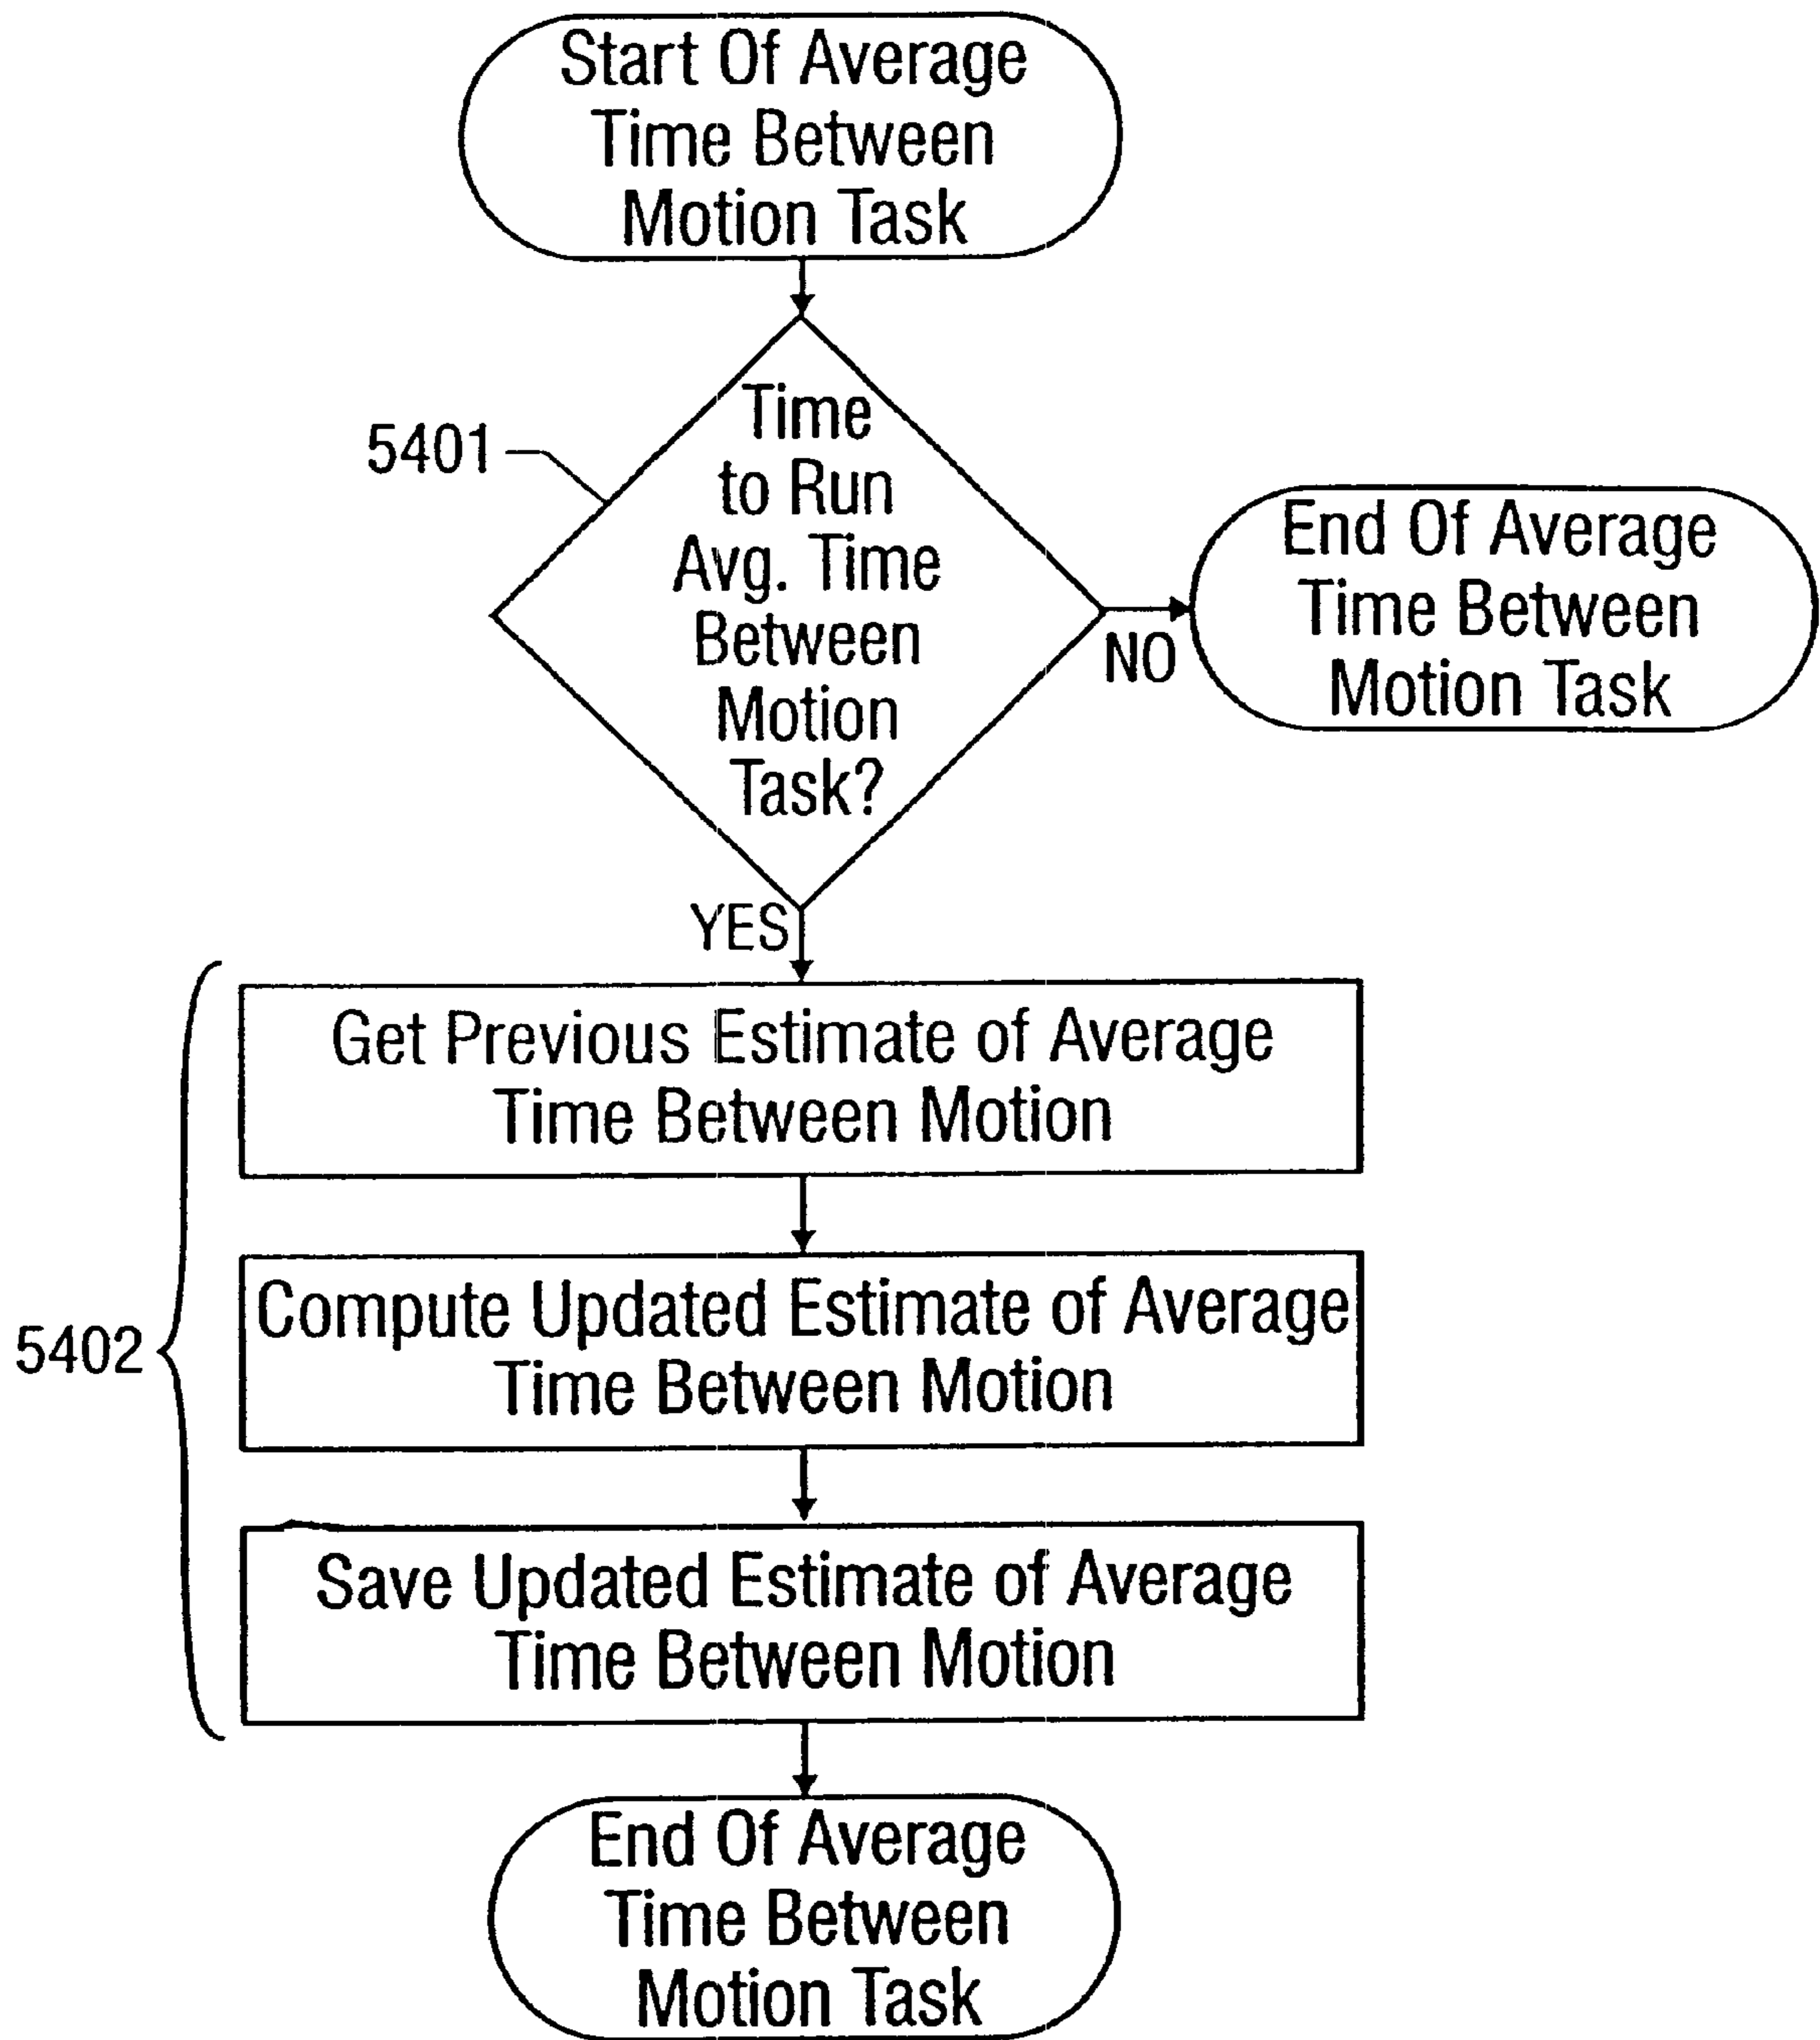 Start Of Average
Time Between
Motion Task
5401
Time
to Run
Avg. Time
Between
Motion
Task?
NO
End Of Average
Time Between
Motion Task
YES
5402
Get Previous Estimate of Average
Time Between Motion
Compute Updated Estimate of Average
Time Between Motion
Save Updated Estimate of Average
Time Between Motion
End Of Average
Time Between
Motion Task